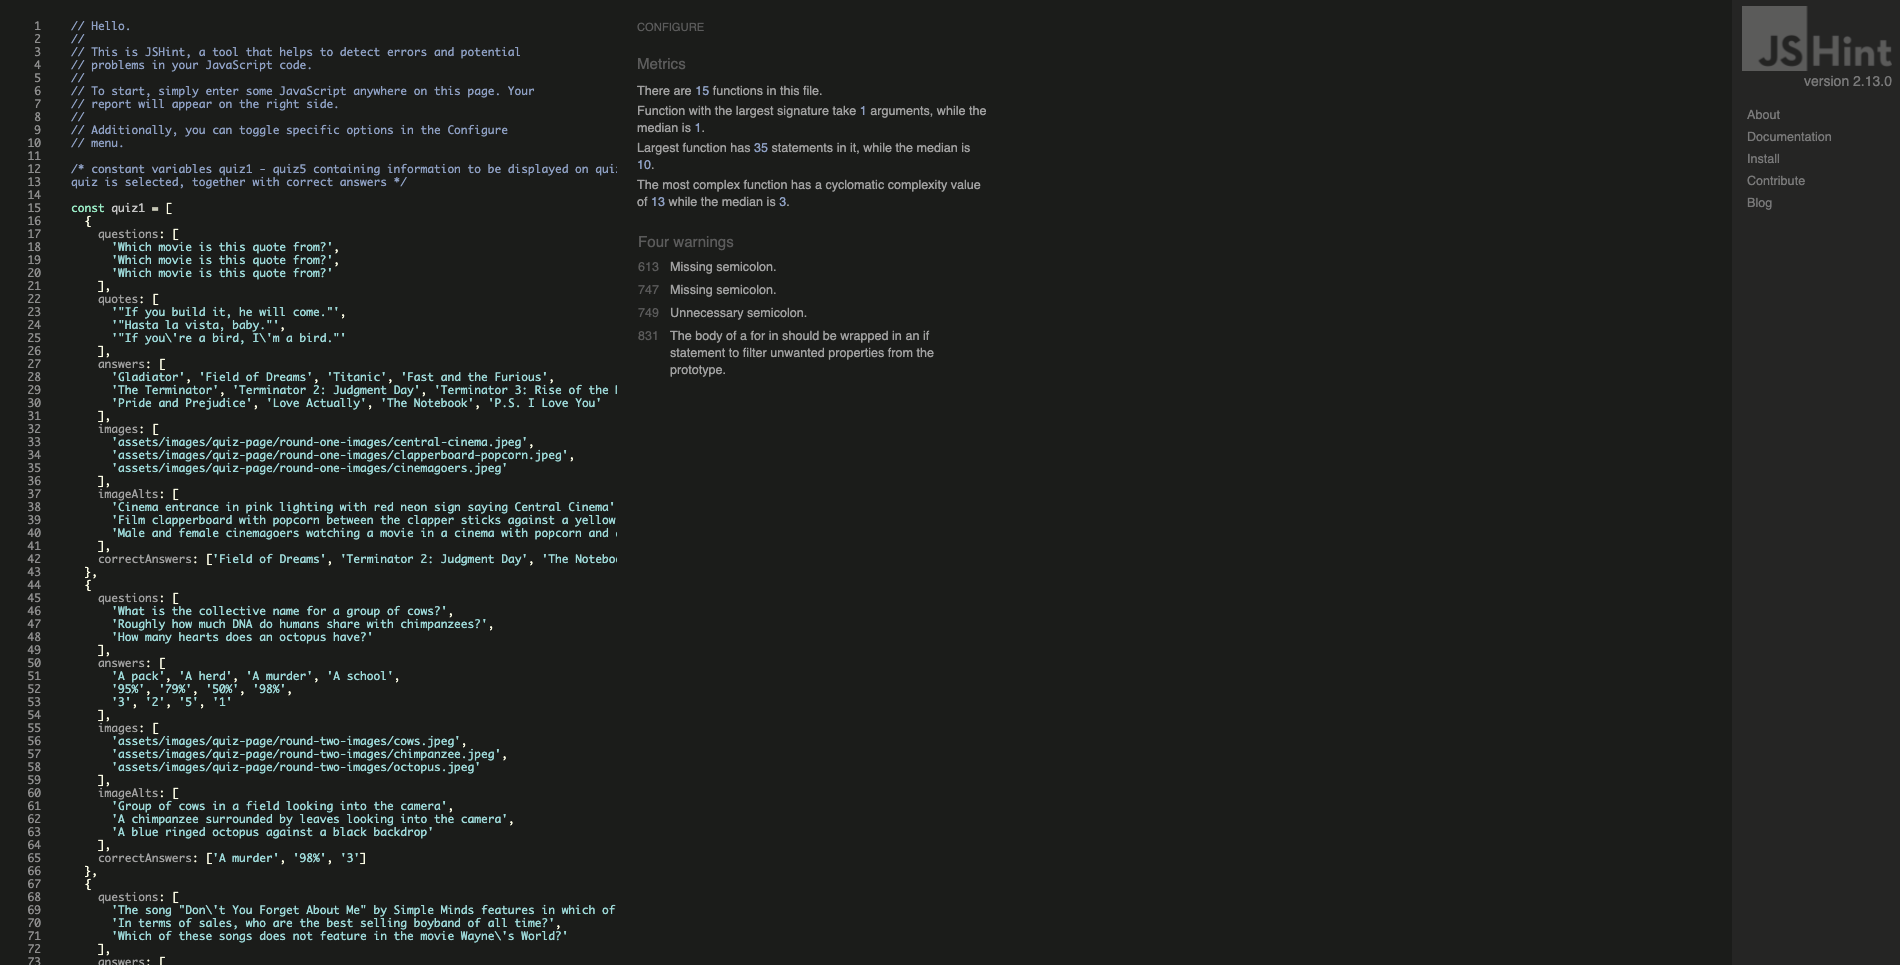 1 // Hello.
2 //
3 // This is JSHint, a tool that helps to detect errors and potential
4 // problems in your JavaScript code.
5 //
6 // To start, simply enter some JavaScript anywhere on this page. Your
7 // report will appear on the right side.
8 //
9 // Additionally, you can toggle specific options in the Configure
10 // menu.
11
12 /* constant variables quiz1 - quiz5 containing information to be displayed on qui
13 quiz is selected, together with correct answers */
14
15 const quiz1 = [
16 {
17 questions: [
18 'Which movie is this quote from?',
19 'Which movie is this quote from?',
20 'Which movie is this quote from?'
21 ],
22 quotes: [
23 '"If you build it, he will come."',
24 '"Hasta la vista, baby."',
25 '"If you\'re a bird, I\'m a bird."'
26 ],
27 answers: [
28 'Gladiator', 'Field of Dreams', 'Titanic', 'Fast and the Furious',
29 'The Terminator', 'Terminator 2: Judgment Day', 'Terminator 3: Rise of the
30 'Pride and Prejudice', 'Love Actually', 'The Notebook', 'P.S. I Love You'
31 ],
32 images: [
33 'assets/images/quiz-page/round-one-images/central-cinema.jpeg',
34 'assets/images/quiz-page/round-one-images/clapperboard-popcorn.jpeg',
35 'assets/images/quiz-page/round-one-images/cinemagoers.jpeg'
36 ],
37 imageAlts: [
38 'Cinema entrance in pink lighting with red neon sign saying Central Cinema'
39 'Film clapperboard with popcorn between the clapper sticks against a yellow
40 'Male and female cinemagoers watching a movie in a cinema with popcorn and
41 ],
42 correctAnswers: ['Field of Dreams', 'Terminator 2: Judgment Day', 'The Notebo
43 },
44 {
45 questions: [
46 'What is the collective name for a group of cows?',
47 'Roughly how much DNA do humans share with chimpanzees?',
48 'How many hearts does an octopus have?'
49 ],
50 answers: [
51 'A pack', 'A herd', 'A murder', 'A school',
52 '95%', '79%', '50%', '98%',
53 '3', '2', '5', '1'
54 ],
55 images: [
56 'assets/images/quiz-page/round-two-images/cows.jpeg',
57 'assets/images/quiz-page/round-two-images/chimpanzee.jpeg',
58 'assets/images/quiz-page/round-two-images/octopus.jpeg'
59 ],
60 imageAlts: [
61 'Group of cows in a field looking into the camera',
62 'A chimpanzee surrounded by leaves looking into the camera',
63 'A blue ringed octopus against a black backdrop'
64 ],
65 correctAnswers: ['A murder', '98%', '3']
66 },
67 {
68 questions: [
69 'The song "Don\'t You Forget About Me" by Simple Minds features in which of
70 'In terms of sales, who are the best selling boyband of all time?',
71 'Which of these songs does not feature in the movie Wayne\'s World?'
72 ],
73 answers: [
CONFIGURE
Metrics
There are 15 functions in this file.
Function with the largest signature take 1 arguments, while the
median is 1.
Largest function has 35 statements in it, while the median is
10.
The most complex function has a cyclomatic complexity value
of 13 while the median is 3.
Four warnings
613 Missing semicolon.
747 Missing semicolon.
749 Unnecessary semicolon.
831 The body of a for in should be wrapped in an if
statement to filter unwanted properties from the
prototype.
JSHint
version 2.13.0
About
Documentation
Install
Contribute
Blog